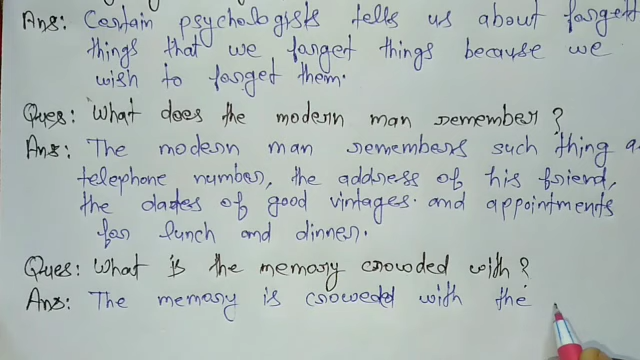 Ans: Certain psychologists tells us about forgett
things that we forget things because we
wish to forget them.
Ques: What does the modern man remember?
Ans: The modern man remembers such thing a
telephone number, the address of his friend,
the dates of good vintages. and appointments
for lunch and dinner.
Ques: What is the memory crowded with?
Ans: The memory is croweded with the